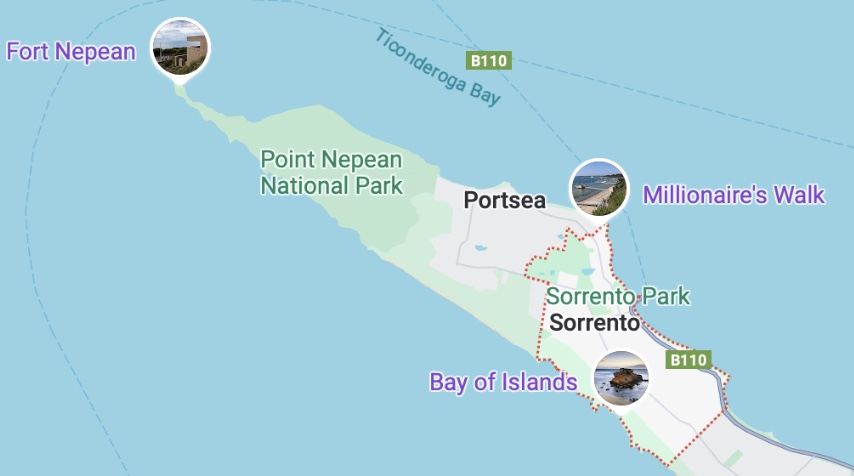 Fort Nepean
Ticonderoga Bay
B110
Point Nepean
National Park
Portsea
Millionaire's Walk
Sorrento Park
Sorrento
B110
Bay of Islands